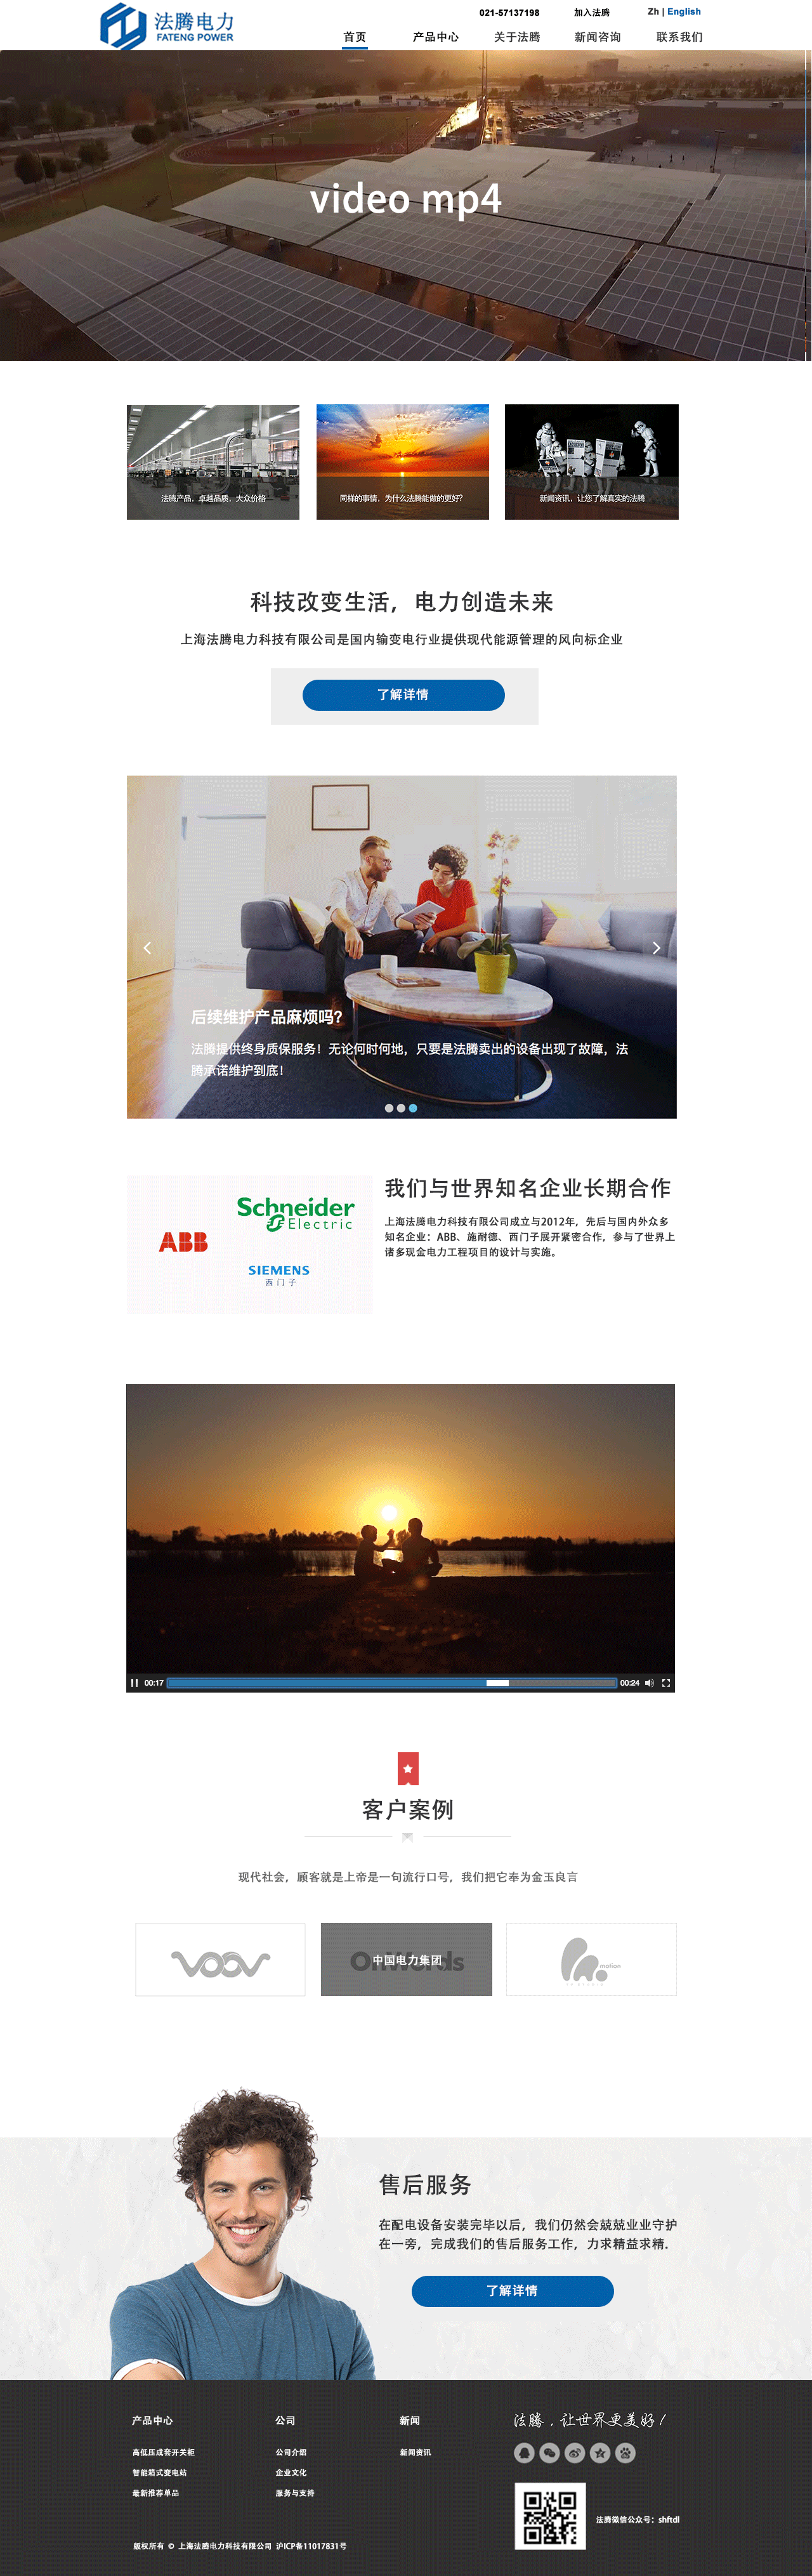 法腾电力
FATENG POWER
021-57137198
加入法腾
Zh | English
首页
产品中心
关于法腾
新闻咨询
联系我们
video mp4
法腾产品，卓越品质，大众价格
同样的事情，为什么法腾能做的更好？
新闻资讯，让您了解真实的法腾
科技改变生活，电力创造未来
上海法腾电力科技有限公司是国内输变电行业提供现代能源管理的风向标企业
了解详情
后续维护产品麻烦吗？
法腾提供终身质保服务！无论何时何地，只要是法腾卖出的设备出现了故障，法
腾承诺维护到底！
ABB
Schneider
Electric
SIEMENS
西门子
我们与世界知名企业长期合作
上海法腾电力科技有限公司成立与2012年，先后与国内外众多
知名企业：ABB、施耐德、西门子展开紧密合作，参与了世界上
诸多现金电力工程项目的设计与实施。
00:17
00:24
客户案例
现代社会，顾客就是上帝是一句流行口号，我们把它奉为金玉良言
voov
OnWords
中国电力集团
motion
售后服务
在配电设备安装完毕以后，我们仍然会兢兢业业守护
在一旁，完成我们的售后服务工作，力求精益求精.
了解详情
产品中心
高低压成套开关柜
智能箱式变电站
最新推荐单品
公司
公司介绍
企业文化
服务与支持
新闻
新闻资讯
法腾，让世界更美好！
法腾微信公众号：shftdl
版权所有 © 上海法腾电力科技有限公司 沪ICP备11017831号